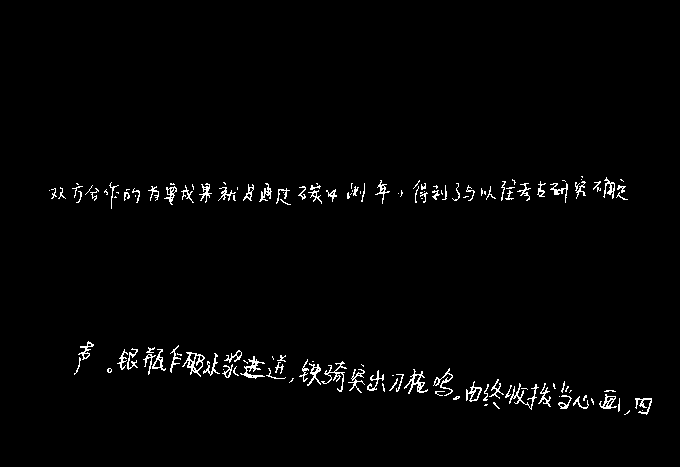 双方合作的首要成果就是通过碳14测年，得到了与以往考古研究确定
声。银瓶乍破水浆迸，铁骑突出刀枪鸣。曲终收拨当心画，四